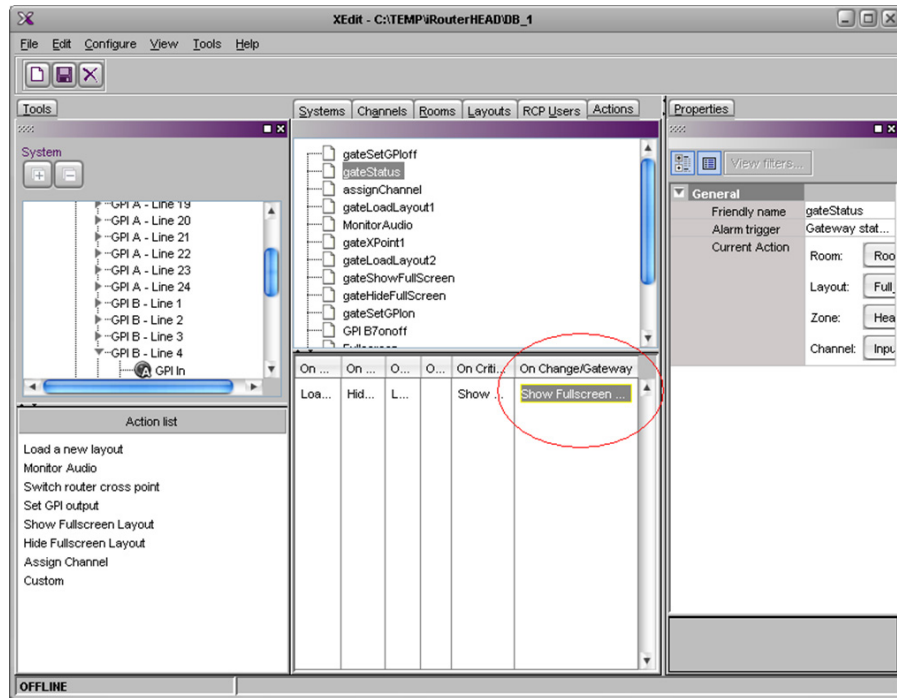 XEdit - C:\TEMP\iRouterHEAD\DB_1
File Edit Configure View Tools Help
Tools
System
GPI A - Line 19
GPI A - Line 20
GPI A - Line 21
GPI A - Line 22
GPI A - Line 23
GPI A - Line 24
GPI B - Line 1
GPI B - Line 2
GPI B - Line 3
GPI B - Line 4
GPI In
Action list
Load a new layout
Monitor Audio
Switch router cross point
Set GPI output
Show Fullscreen Layout
Hide Fullscreen Layout
Assign Channel
Custom
Systems Channels Rooms Layouts RCP Users Actions
gateSetGPIoff
gateStatus
assignChannel
gateLoadLayout1
MonitorAudio
gateXPoint1
gateLoadLayout2
gateShowFullScreen
gateHideFullScreen
gateSetGPIon
GPI B7onoff
Fullscreen
On ... On ... O... O... On Criti... On Change/Gateway
Loa... Hid... L... Show ... Show Fullscreen ...
Properties
View filters...
General
Friendly name gateStatus
Alarm trigger Gateway stat...
Current Action
Room: Roo
Layout: Full_
Zone: Hea
Channel: Inpu
OFFLINE